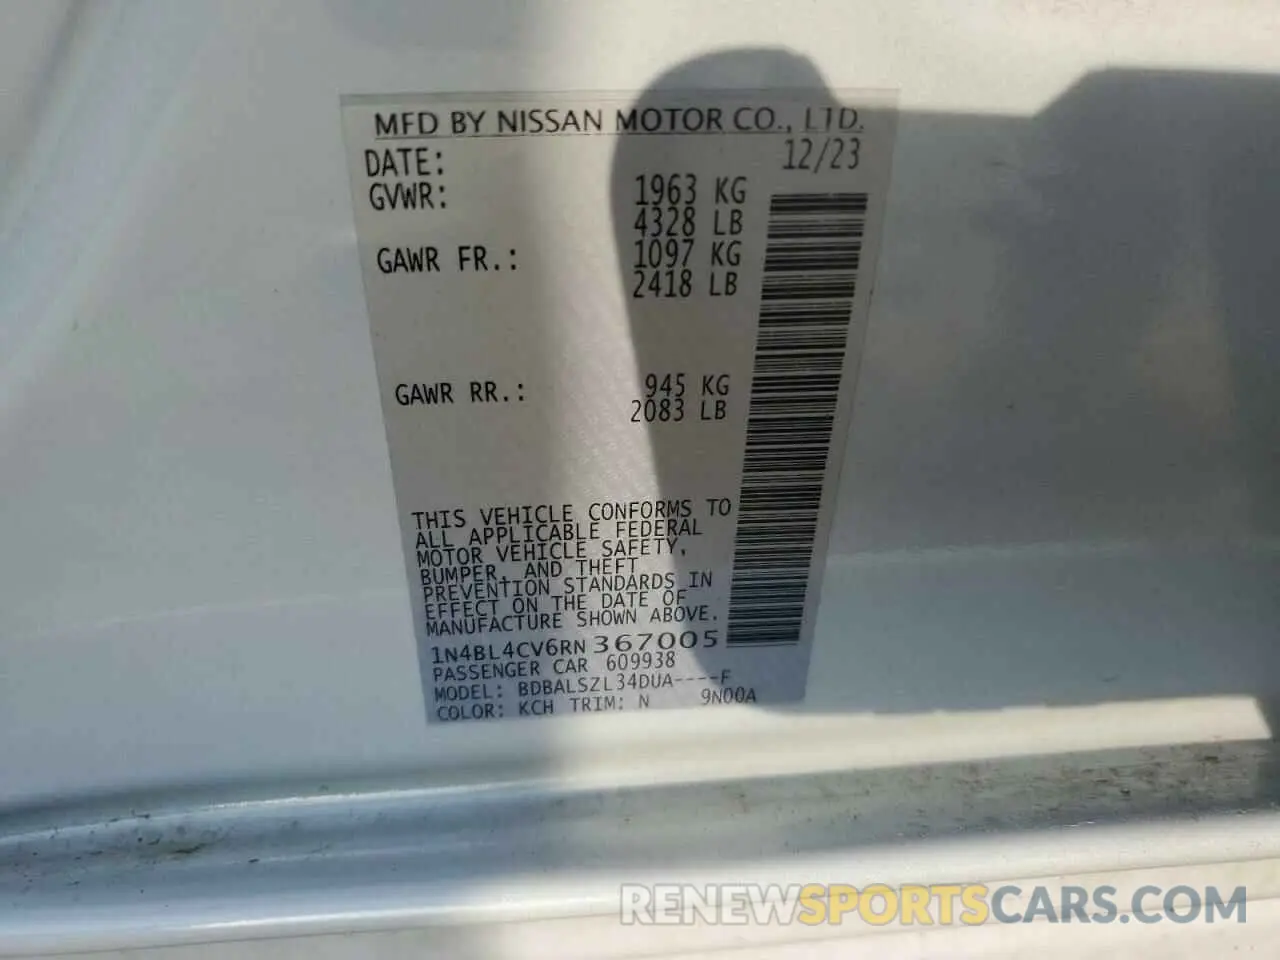 MFD BY NISSAN MOTOR CO., LTD.
DATE: 12/23
GVWR: 1963 KG
4328 LB
GAWR FR.: 1097 KG
2418 LB
GAWR RR.: 945 KG
2083 LB
THIS VEHICLE CONFORMS TO
ALL APPLICABLE FEDERAL
MOTOR VEHICLE SAFETY,
BUMPER, AND THEFT
PREVENTION STANDARDS IN
EFFECT ON THE DATE OF
MANUFACTURE SHOWN ABOVE.
1N4BL4CV6RN367005
PASSENGER CAR 609938
MODEL: BDBALSZL34DUA----F
COLOR: KCH TRIM: N 9N00A
RENEWSPORTSCARS.COM